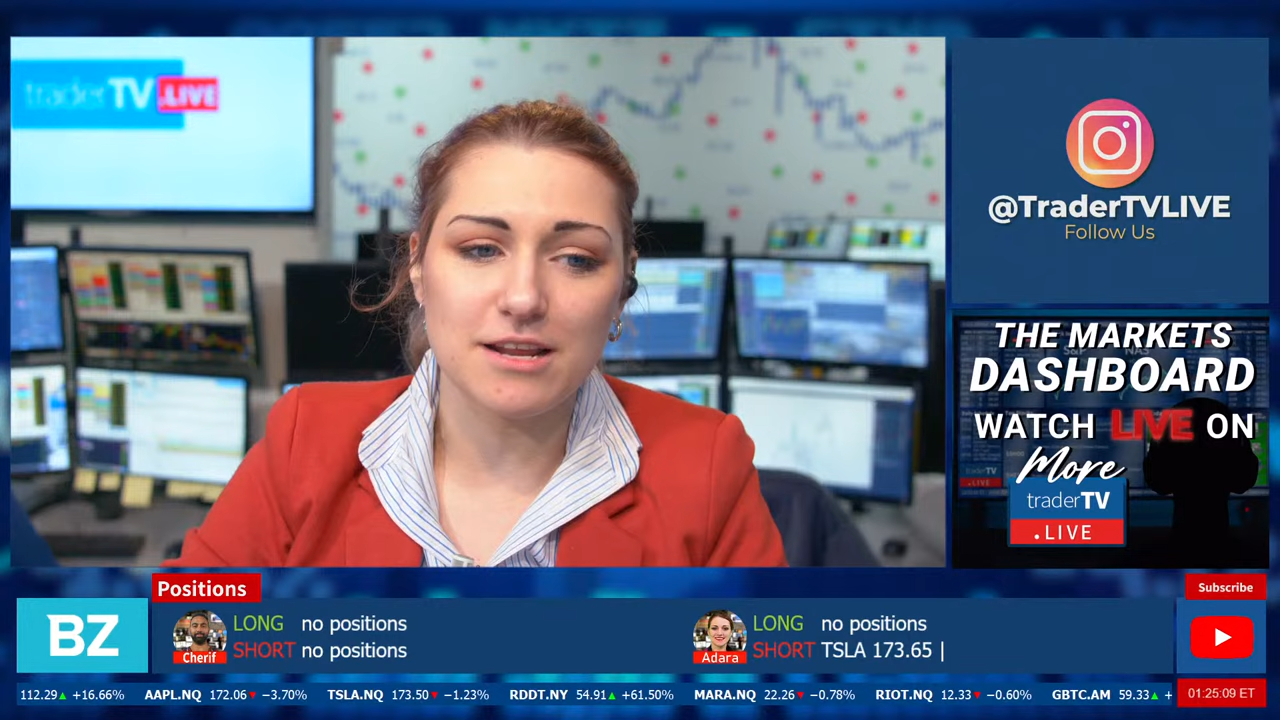 traderTV.LIVE
@TraderTVLIVE
Follow Us
THE MARKETS
DASHBOARD
WATCH LIVE ON
More
traderTV
.LIVE
Positions
Subscribe
BZ
Cherif
LONG no positions
SHORT no positions
Adara
LONG no positions
SHORT TSLA 173.65 |
112.29▲ +16.66% AAPL.NQ 172.06▼ −3.70% TSLA.NQ 173.50▼ −1.23% RDDT.NY 54.91▲ +61.50% MARA.NQ 22.26▼ −0.78% RIOT.NQ 12.33▼ −0.60% GBTC.AM 59.33▲ +
01:25:09 ET